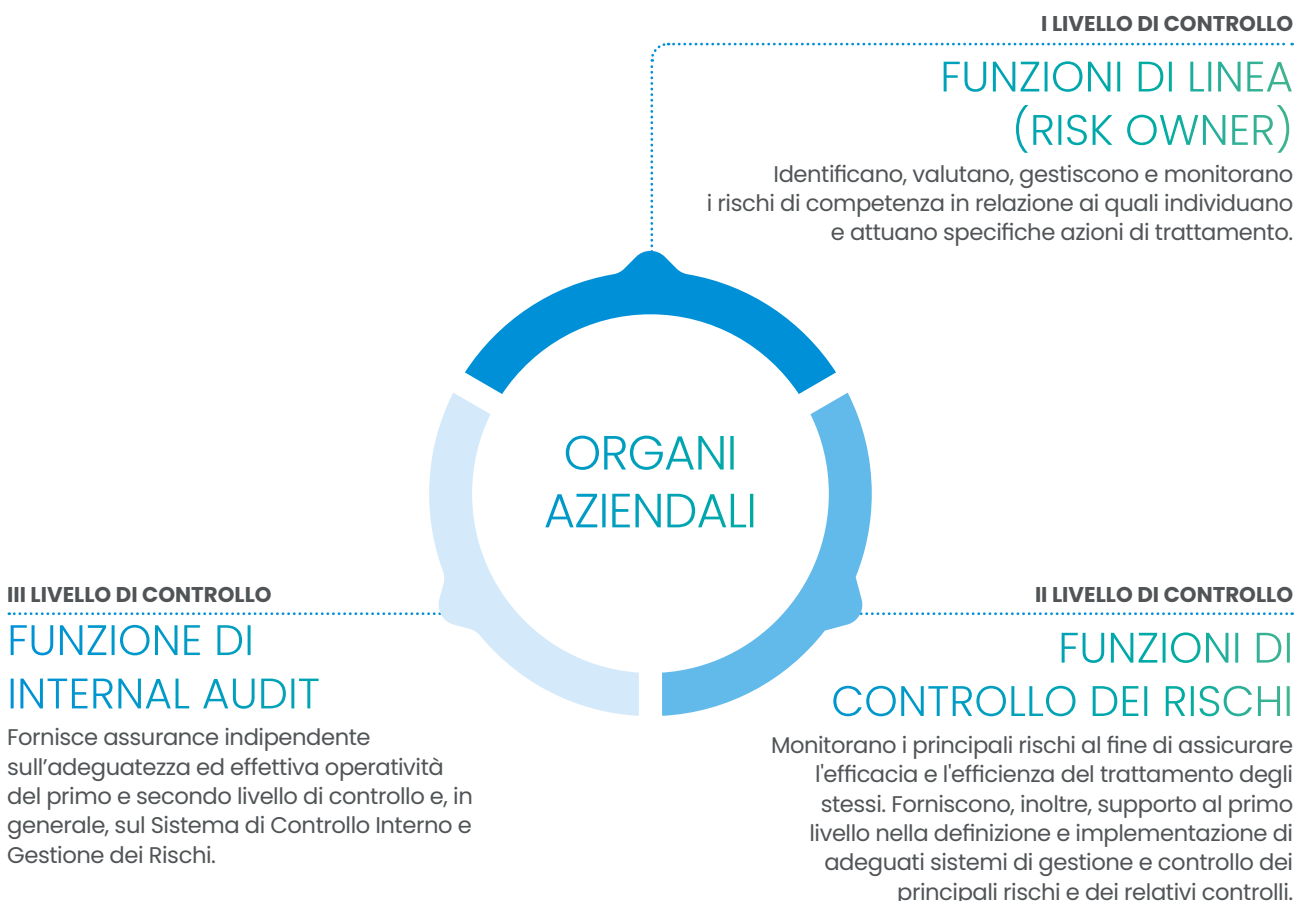 I LIVELLO DI CONTROLLO
FUNZIONI DI LINEA
(RISK OWNER)
Identificano, valutano, gestiscono e monitorano
i rischi di competenza in relazione ai quali individuano
e attuano specifiche azioni di trattamento.
ORGANI
AZIENDALI
III LIVELLO DI CONTROLLO
FUNZIONE DI
INTERNAL AUDIT
Fornisce assurance indipendente
sull’adeguatezza ed effettiva operatività
del primo e secondo livello di controllo e, in
generale, sul Sistema di Controllo Interno e
Gestione dei Rischi.
II LIVELLO DI CONTROLLO
FUNZIONI DI
CONTROLLO DEI RISCHI
Monitorano i principali rischi al fine di assicurare
l'efficacia e l'efficienza del trattamento degli
stessi. Forniscono, inoltre, supporto al primo
livello nella definizione e implementazione di
adeguati sistemi di gestione e controllo dei
principali rischi e dei relativi controlli.